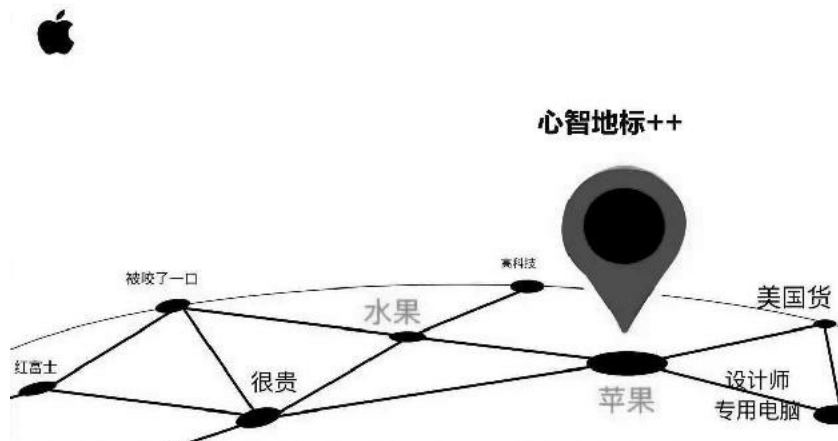 心智地标++
高科技
被咬了一口
美国货
水果
红富士
很贵
设计师
专用电脑
苹果